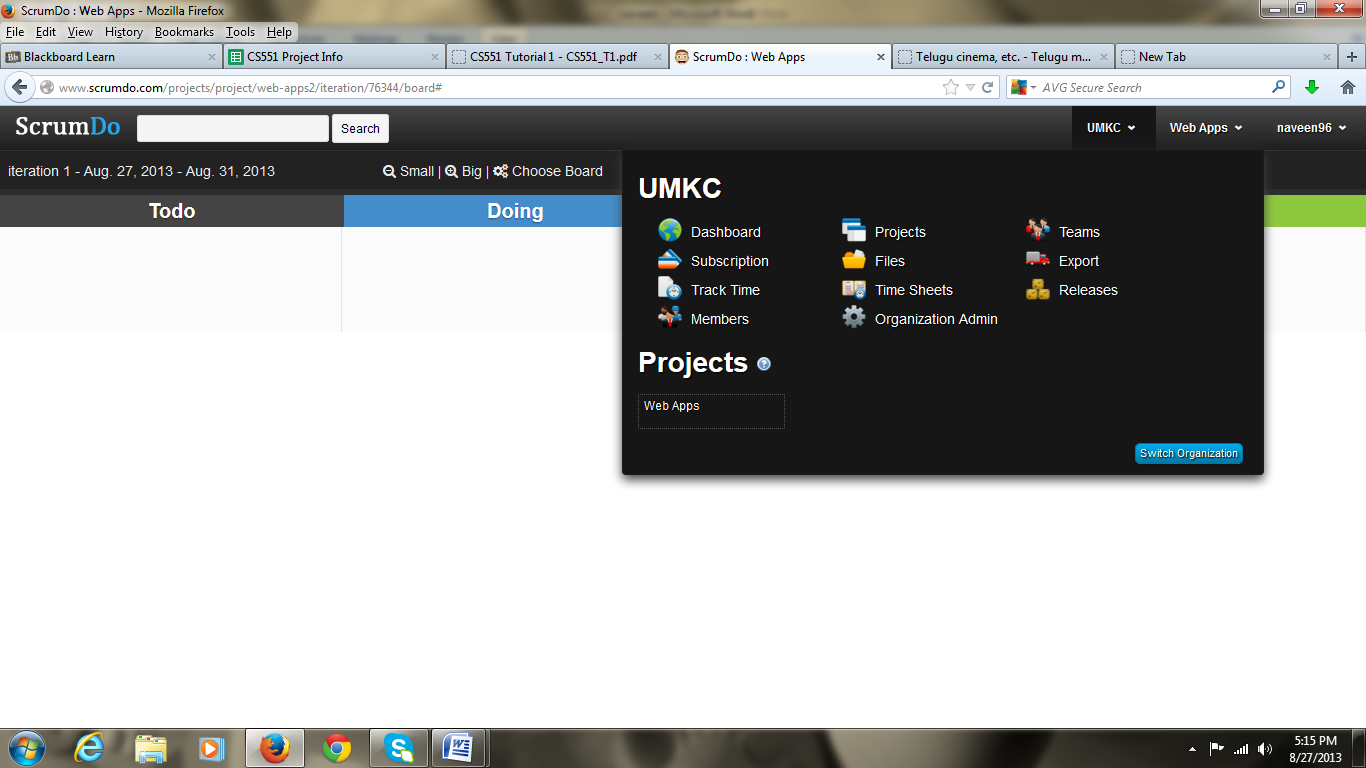 ScrumDo : Web Apps - Mozilla Firefox
File Edit View History Bookmarks Tools Help
Bb Blackboard Learn × CS551 Project Info × CS551 Tutorial 1 - CS551_T1.pdf × ScrumDo : Web Apps × Telugu cinema, etc. - Telugu m... × New Tab × +
www.scrumdo.com/projects/project/web-apps2/iteration/76344/board# AVG Secure Search
ScrumDo Search UMKC Web Apps naveen96
iteration 1 - Aug. 27, 2013 - Aug. 31, 2013 Small | Big | Choose Board
Todo Doing
UMKC
Dashboard Projects Teams
Subscription Files Export
Track Time Time Sheets Releases
Members Organization Admin
Projects ?
Web Apps
Switch Organization
5:15 PM
8/27/2013